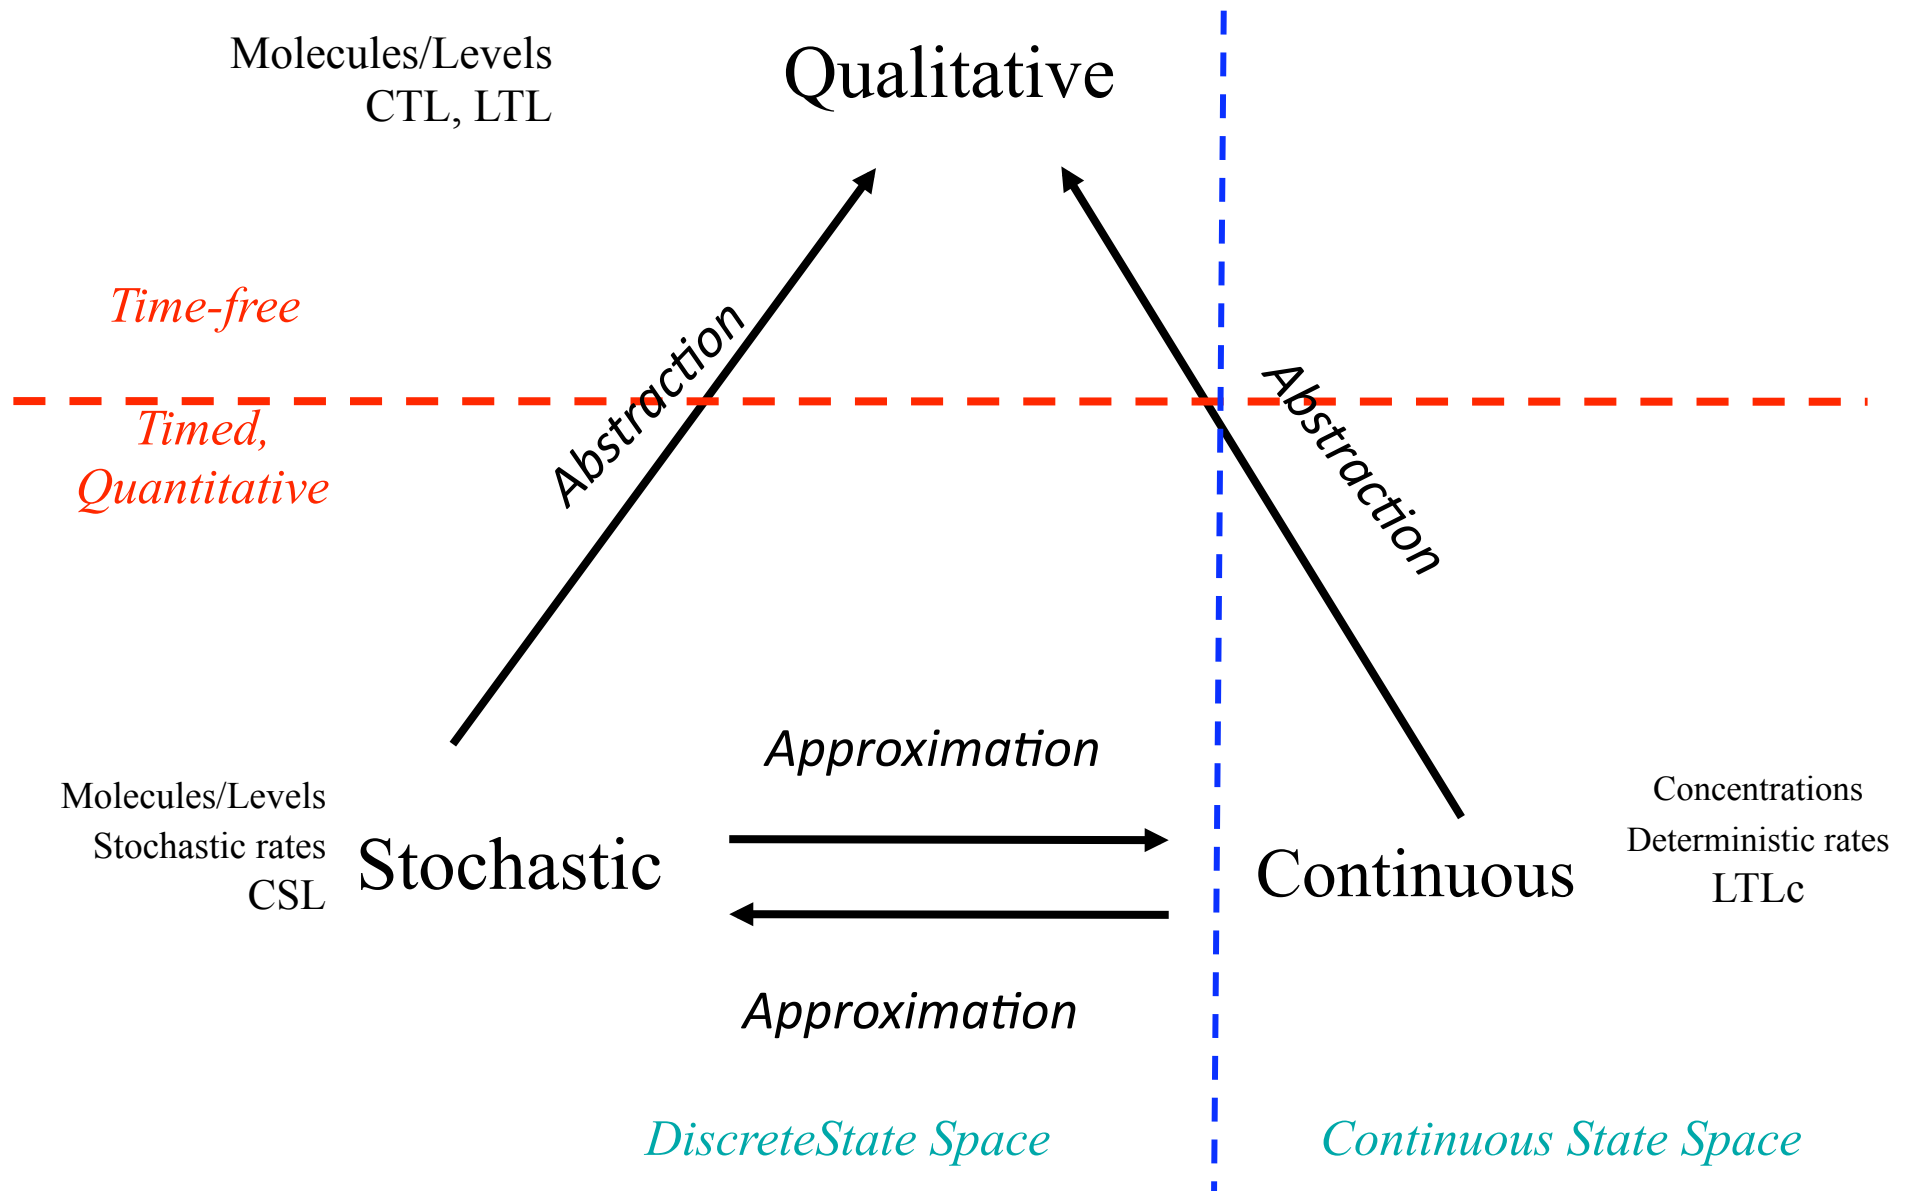 Molecules/Levels
CTL, LTL
Qualitative
Time-free
Abstraction
Abstraction
Timed,
Quantitative
Approximation
Molecules/Levels
Stochastic rates
CSL
Stochastic
Continuous
Concentrations
Deterministic rates
LTLc
Approximation
DiscreteState Space
Continuous State Space